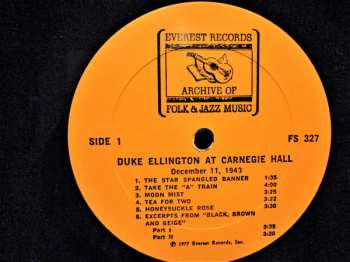 EVEREST RECORDS
ARCHIVE OF
FOLK & JAZZ MUSIC
SIDE 1
FS 327
DUKE ELLINGTON AT CARNEGIE HALL
December 11, 1943
1. THE STAR SPANGLED BANNER 1:35
2. TAKE THE "A" TRAIN 4:00
3. MOON MIST 3:25
4. TEA FOR TWO 3:22
5. HONEYSUCKLE ROSE 3:30
6. EXCERPTS FROM "BLACK, BROWN
AND BEIGE"
Part I 3:35
Part II 3:20
© 1977 Everest Records, Inc.